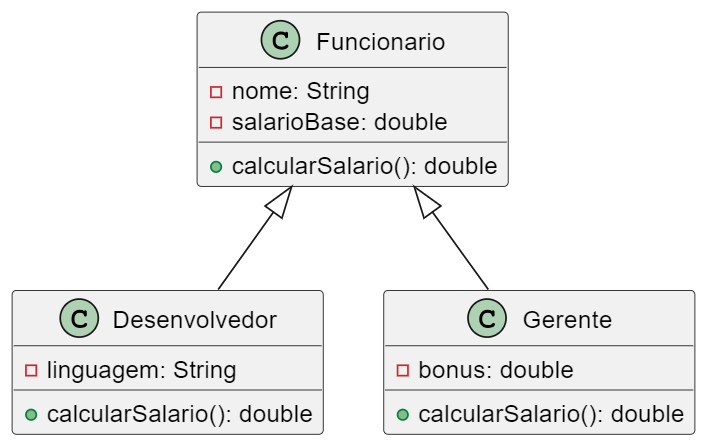 C Funcionario
nome: String
salarioBase: double
calcularSalario(): double
C Desenvolvedor
linguagem: String
calcularSalario(): double
C Gerente
bonus: double
calcularSalario(): double